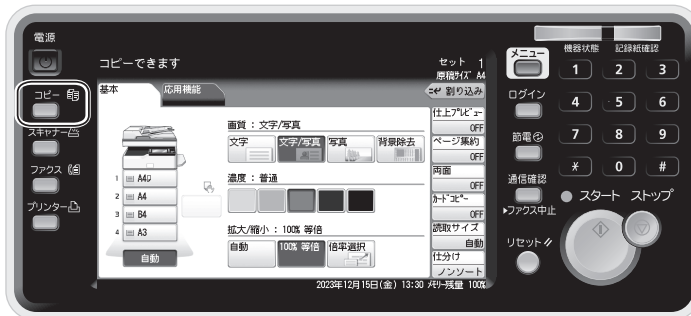 電源
コピー
スキャナー
ファクス
プリンター
コピーできます
セット 1
原稿サイズ A4
基本
応用機能
割り込み
画質：文字/写真
文字
文字/写真
写真
背景除去
濃度：普通
拡大/縮小：100% 等倍
自動
100% 等倍
倍率選択
1 A4
2 A4
3 B4
4 A3
自動
仕上プレビュー
OFF
ページ集約
OFF
両面
OFF
カードコピー
OFF
読取サイズ
自動
仕分け
ノンソート
2023年12月15日(金) 13:30 メモリー残量 100%
メニュー
ログイン
節電
通信確認
▶ファクス中止
リセット
機器状態
記録紙確認
1 2 3
4 5 6
7 8 9
* 0 #
スタート
ストップ